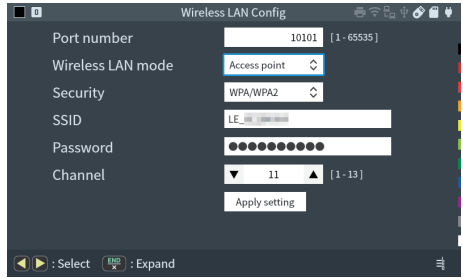 0 Wireless LAN Config
Port number 10101 [1-65535]
Wireless LAN mode Access point
Security WPA/WPA2
SSID LE_
Password ●●●●●●●●●●
Channel ▼ 11 ▲ [1-13]
Apply setting
◀ ▶ : Select END × : Expand